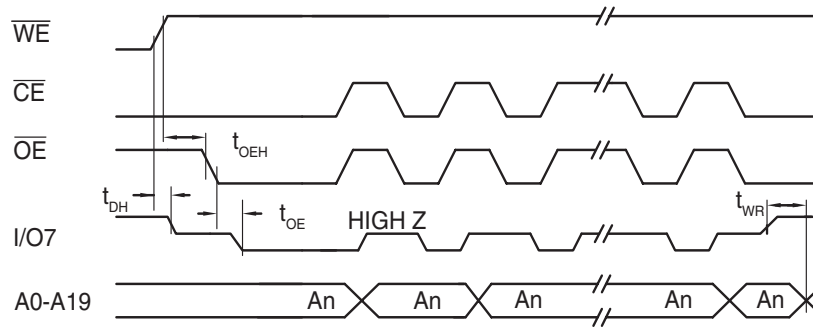 WE
CE
OE
tOEH
tDH
tOE
tWR
I/O7
HIGH Z
A0-A19
An An An An An